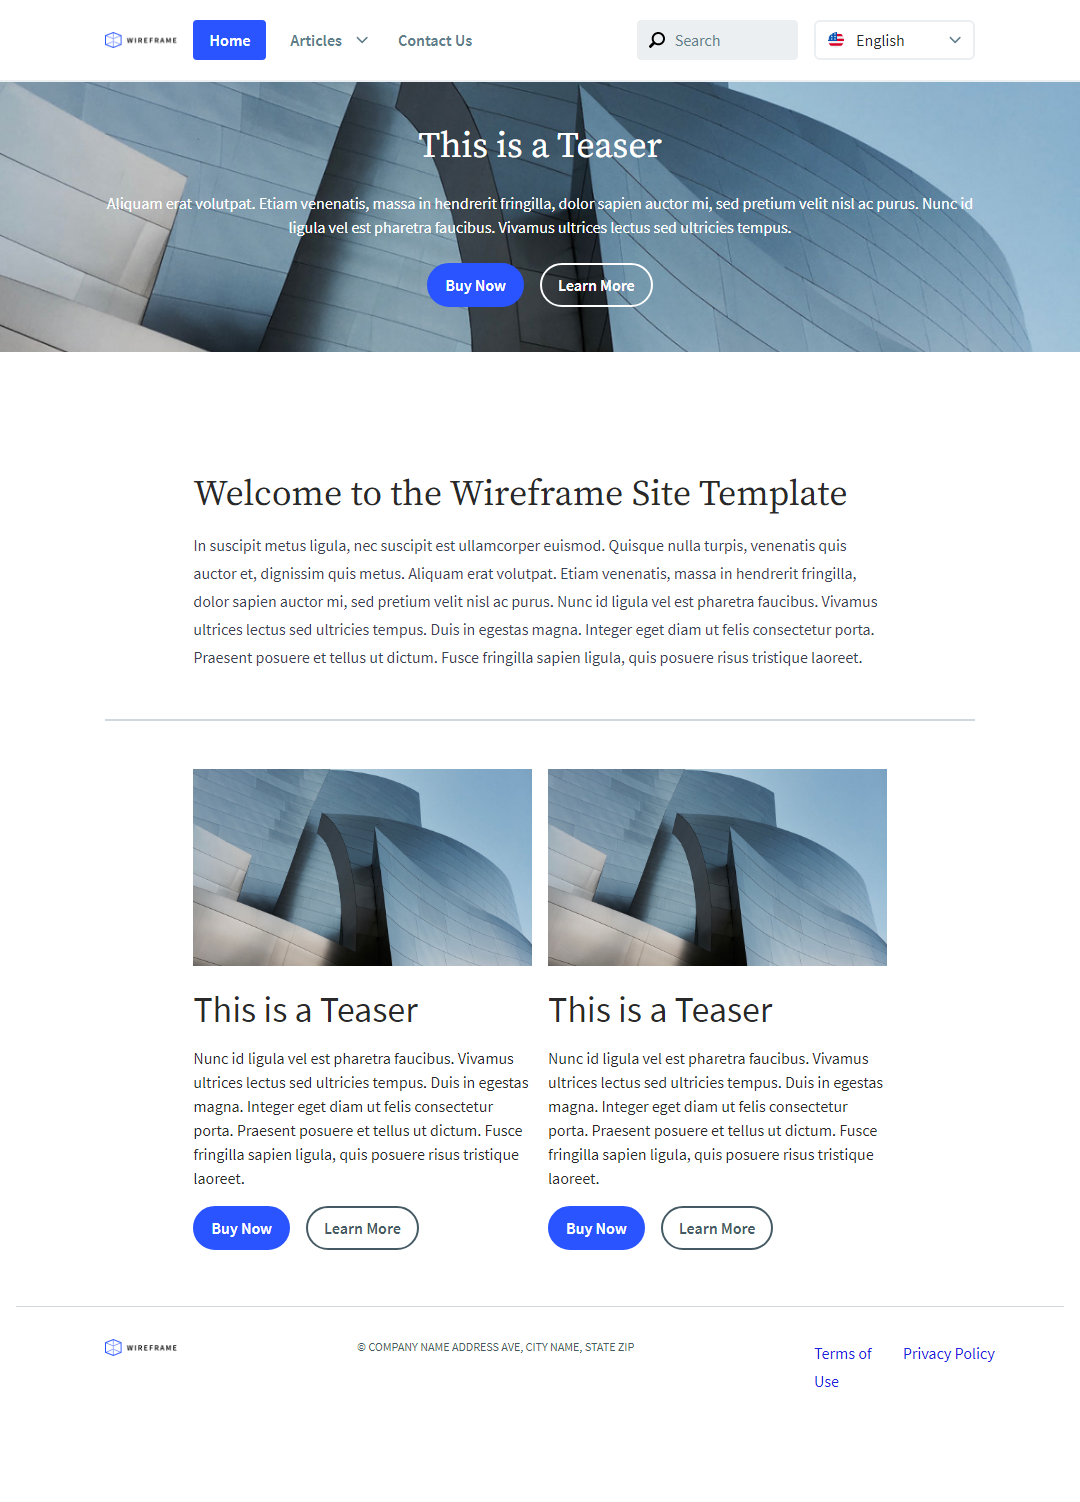 WIREFRAME
Home
Articles
Contact Us
Search
English
This is a Teaser
Aliquam erat volutpat. Etiam venenatis, massa in hendrerit fringilla, dolor sapien auctor mi, sed pretium velit nisl ac purus. Nunc id
ligula vel est pharetra faucibus. Vivamus ultrices lectus sed ultricies tempus.
Buy Now
Learn More
Welcome to the Wireframe Site Template
In suscipit metus ligula, nec suscipit est ullamcorper euismod. Quisque nulla turpis, venenatis quis
auctor et, dignissim quis metus. Aliquam erat volutpat. Etiam venenatis, massa in hendrerit fringilla,
dolor sapien auctor mi, sed pretium velit nisl ac purus. Nunc id ligula vel est pharetra faucibus. Vivamus
ultrices lectus sed ultricies tempus. Duis in egestas magna. Integer eget diam ut felis consectetur porta.
Praesent posuere et tellus ut dictum. Fusce fringilla sapien ligula, quis posuere risus tristique laoreet.
This is a Teaser
Nunc id ligula vel est pharetra faucibus. Vivamus
ultrices lectus sed ultricies tempus. Duis in egestas
magna. Integer eget diam ut felis consectetur
porta. Praesent posuere et tellus ut dictum. Fusce
fringilla sapien ligula, quis posuere risus tristique
laoreet.
Buy Now
Learn More
This is a Teaser
Nunc id ligula vel est pharetra faucibus. Vivamus
ultrices lectus sed ultricies tempus. Duis in egestas
magna. Integer eget diam ut felis consectetur
porta. Praesent posuere et tellus ut dictum. Fusce
fringilla sapien ligula, quis posuere risus tristique
laoreet.
Buy Now
Learn More
WIREFRAME
© COMPANY NAME ADDRESS AVE, CITY NAME, STATE ZIP
Terms of
Use
Privacy Policy